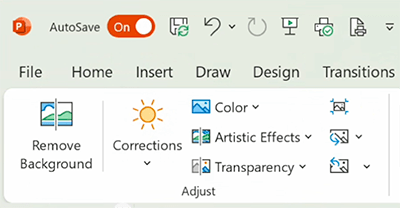 AutoSave On
File Home Insert Draw Design Transitions
Remove
Background
Corrections
Color
Artistic Effects
Transparency
Adjust